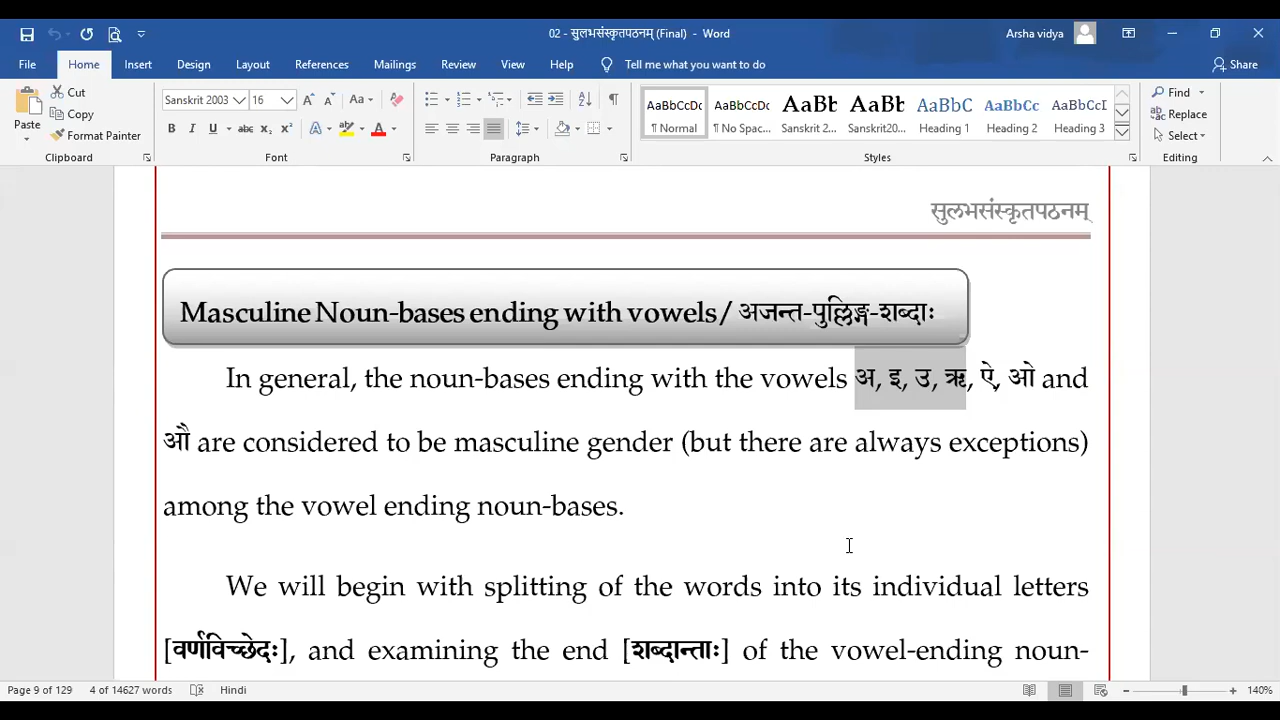 02 - सुलभसंस्कृतपठनम् (Final) - Word
Arsha vidya
File Home Insert Design Layout References Mailings Review View Help Tell me what you want to do Share
Paste
Cut
Copy
Format Painter
Clipboard
Sanskrit 2003 16
Font
Paragraph
AaBbCcDc AaBbCcDc AaBb AaBb AaBbC AaBbCc AaBbCcD
¶ Normal ¶ No Spac... Sanskrit 2... Sanskrit20... Heading 1 Heading 2 Heading 3
Styles
Find
Replace
Select
Editing
सुलभसंस्कृतपठनम्
Masculine Noun-bases ending with vowels/ अजन्त-पुल्लिङ्ग-शब्दाः
In general, the noun-bases ending with the vowels अ, इ, उ, ऋ, ऐ, ओ and
औ are considered to be masculine gender (but there are always exceptions)
among the vowel ending noun-bases.
We will begin with splitting of the words into its individual letters
[वर्णविच्छेदः], and examining the end [शब्दान्ताः] of the vowel-ending noun-
Page 9 of 129 4 of 14627 words Hindi 140%